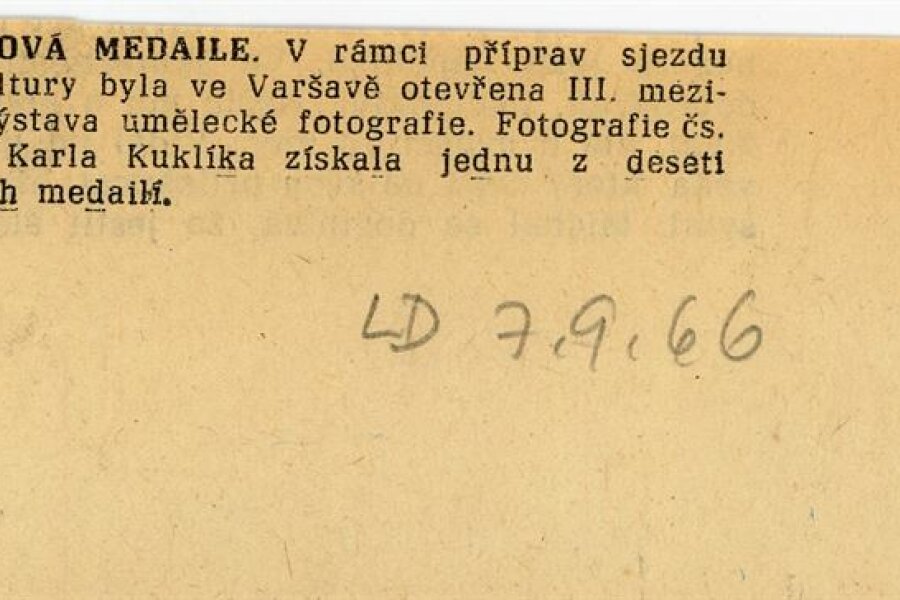 OVÁ MEDAILE. V rámci příprav sjezdu
ltury byla ve Varšavě otevřena III. mezi-
ýstava umělecké fotografie. Fotografie čs.
Karla Kuklíka získala jednu z deseti
h medailí.
LD 7.9.66